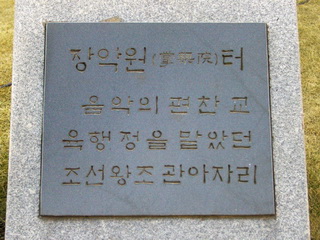 장악원(掌樂院)터
음악의 편찬 교
육행정을 맡았던
조선왕조 관아자리